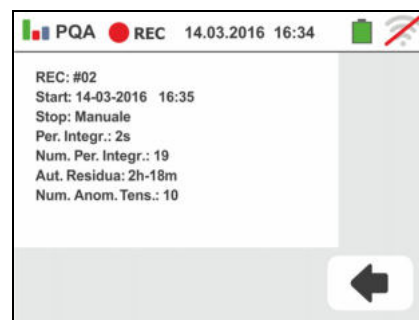 PQA REC 14.03.2016 16:34
REC: #02
Start: 14-03-2016 16:35
Stop: Manuale
Per. Integr.: 2s
Num. Per. Integr.: 19
Aut. Residua: 2h-18m
Num. Anom. Tens.: 10